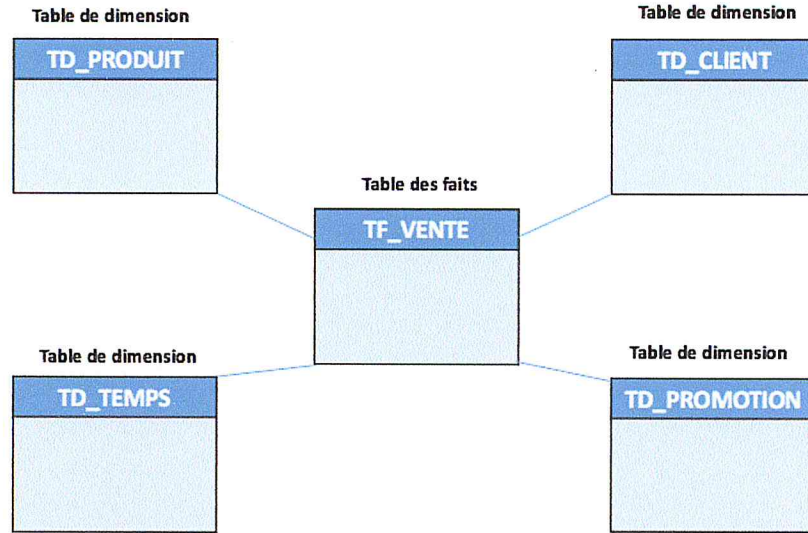 Table de dimension
TD_PRODUIT
Table de dimension
TD_CLIENT
Table des faits
TF_VENTE
Table de dimension
TD_TEMPS
Table de dimension
TD_PROMOTION